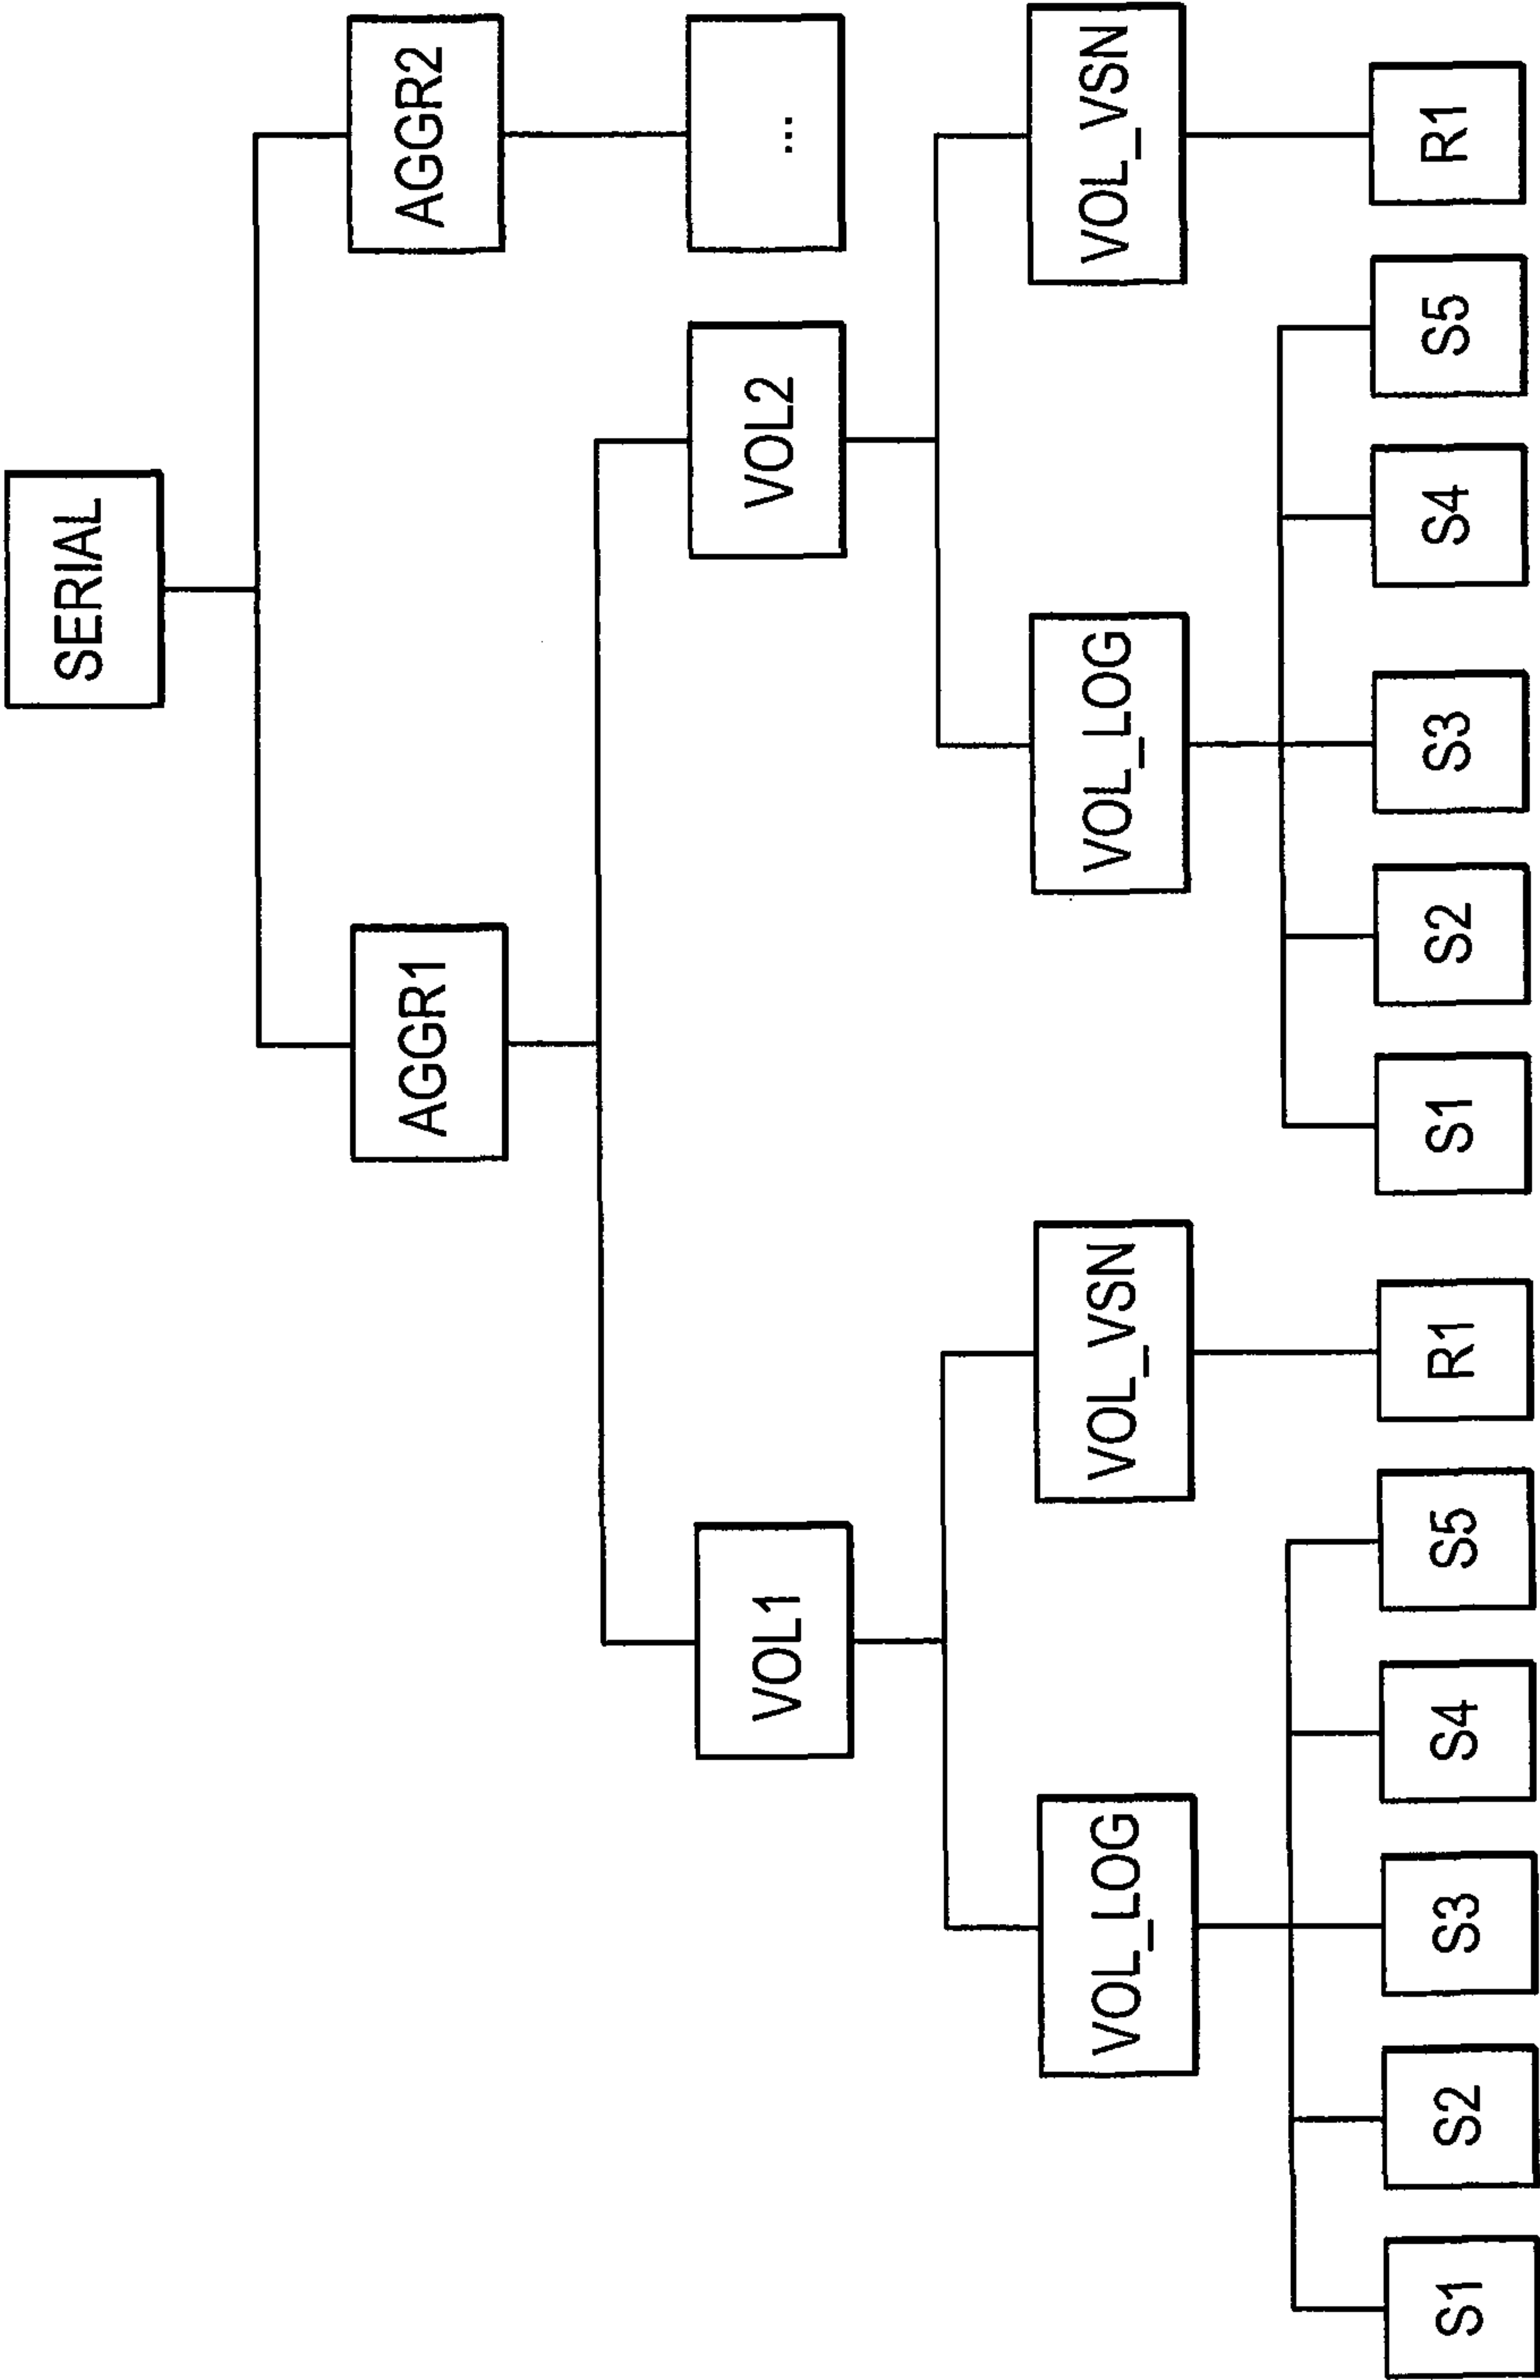 SERIAL
AGGR1
AGGR2
VOL1
VOL2
...
VOL_LOG
VOL_VSN
VOL_LOG
VOL_VSN
S1
S2
S3
S4
S5
R1
S1
S2
S3
S4
S5
R1